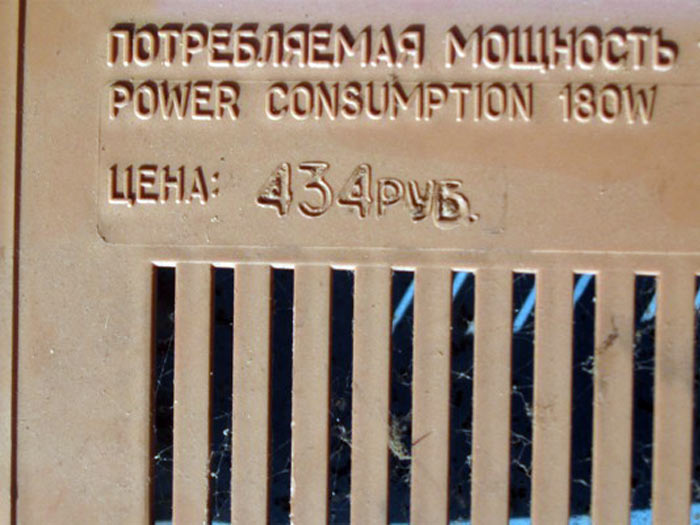 ПОТРЕБЛЯЕМАЯ МОЩНОСТЬ
POWER CONSUMPTION 180W
ЦЕНА: 434РУБ.